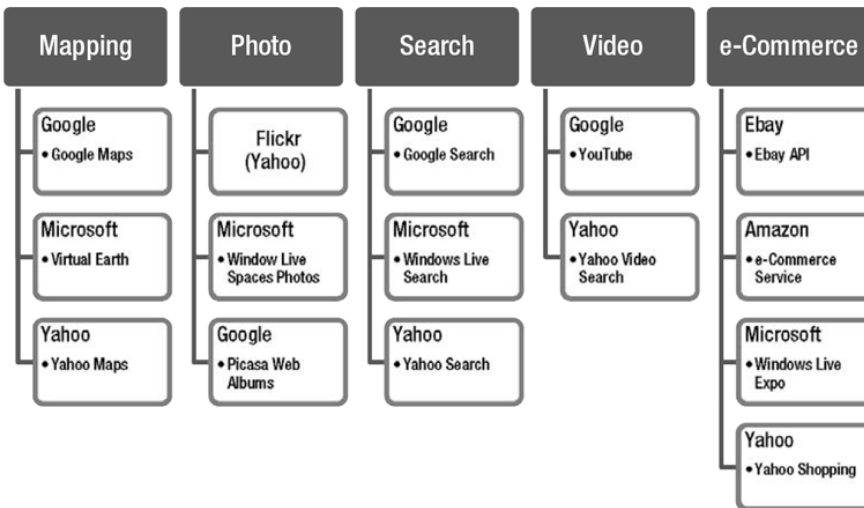 Mapping
Google
• Google Maps
Microsoft
• Virtual Earth
Yahoo
• Yahoo Maps
Photo
Flickr
(Yahoo)
Microsoft
• Window Live
Spaces Photos
Google
• Picasa Web
Albums
Search
Google
• Google Search
Microsoft
• Windows Live
Search
Yahoo
• Yahoo Search
Video
Google
• YouTube
Yahoo
• Yahoo Video
Search
e-Commerce
Ebay
• Ebay API
Amazon
• e-Commerce
Service
Microsoft
• Windows Live
Expo
Yahoo
• Yahoo Shopping